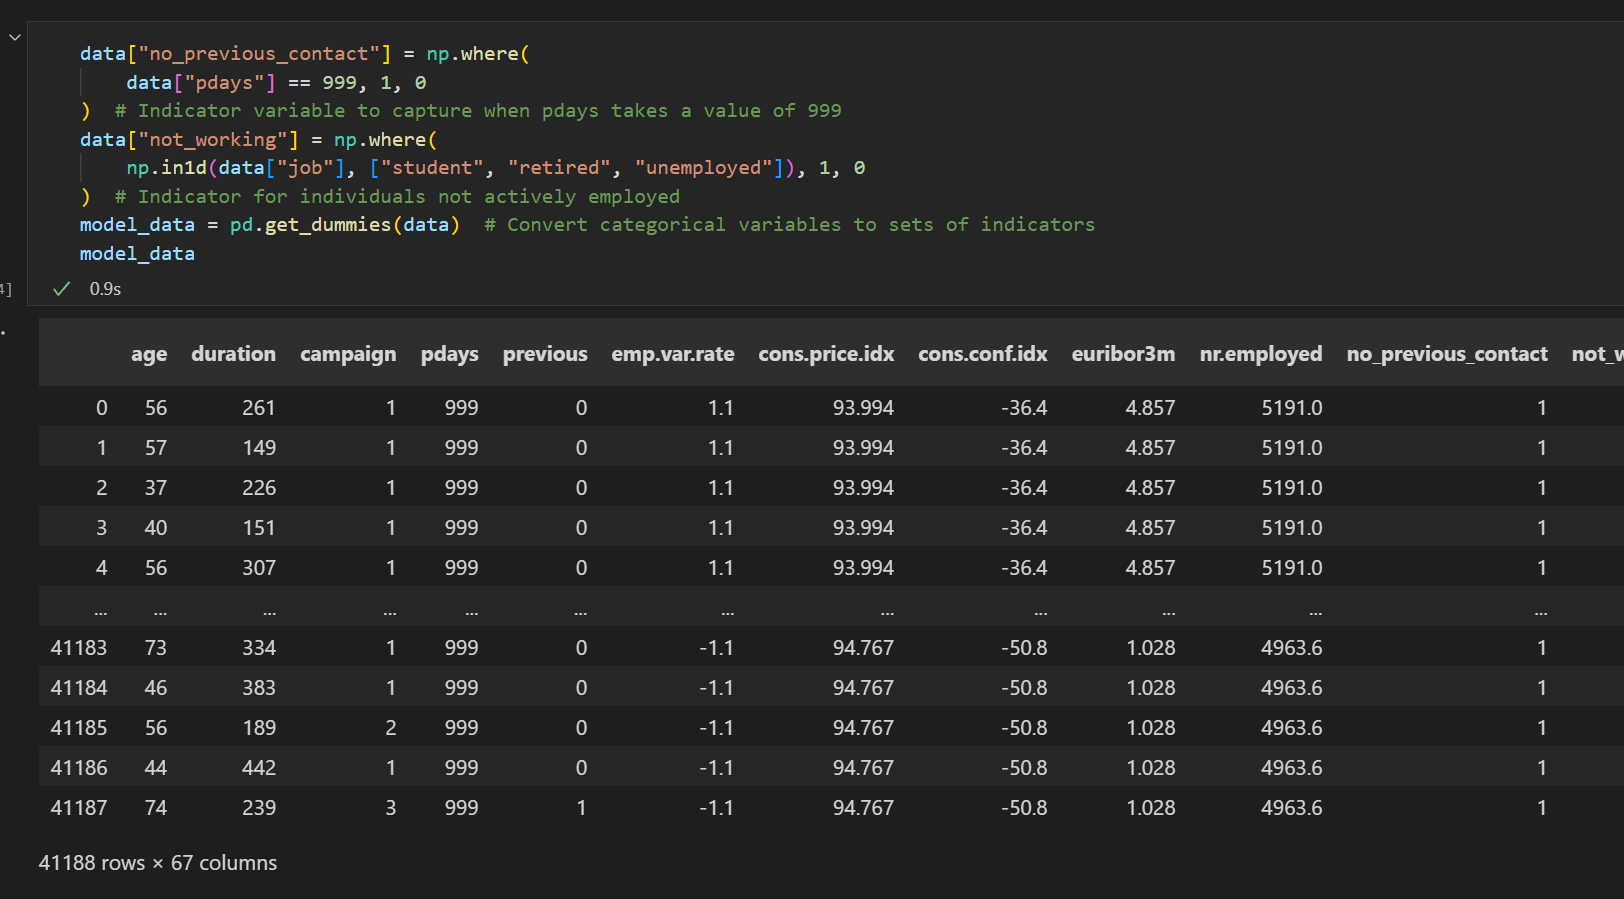 data["no_previous_contact"] = np.where(
data["pdays"] == 999, 1, 0
)  # Indicator variable to capture when pdays takes a value of 999
data["not_working"] = np.where(
np.in1d(data["job"], ["student", "retired", "unemployed"]), 1, 0
)  # Indicator for individuals not actively employed
model_data = pd.get_dummies(data)  # Convert categorical variables to sets of indicators
model_data
4] 0.9s
age duration campaign pdays previous emp.var.rate cons.price.idx cons.conf.idx euribor3m nr.employed no_previous_contact not_w
0 56 261 1 999 0 1.1 93.994 -36.4 4.857 5191.0 1
1 57 149 1 999 0 1.1 93.994 -36.4 4.857 5191.0 1
2 37 226 1 999 0 1.1 93.994 -36.4 4.857 5191.0 1
3 40 151 1 999 0 1.1 93.994 -36.4 4.857 5191.0 1
4 56 307 1 999 0 1.1 93.994 -36.4 4.857 5191.0 1
... ... ... ... ... ... ... ... ... ... ... ...
41183 73 334 1 999 0 -1.1 94.767 -50.8 1.028 4963.6 1
41184 46 383 1 999 0 -1.1 94.767 -50.8 1.028 4963.6 1
41185 56 189 2 999 0 -1.1 94.767 -50.8 1.028 4963.6 1
41186 44 442 1 999 0 -1.1 94.767 -50.8 1.028 4963.6 1
41187 74 239 3 999 1 -1.1 94.767 -50.8 1.028 4963.6 1
41188 rows × 67 columns